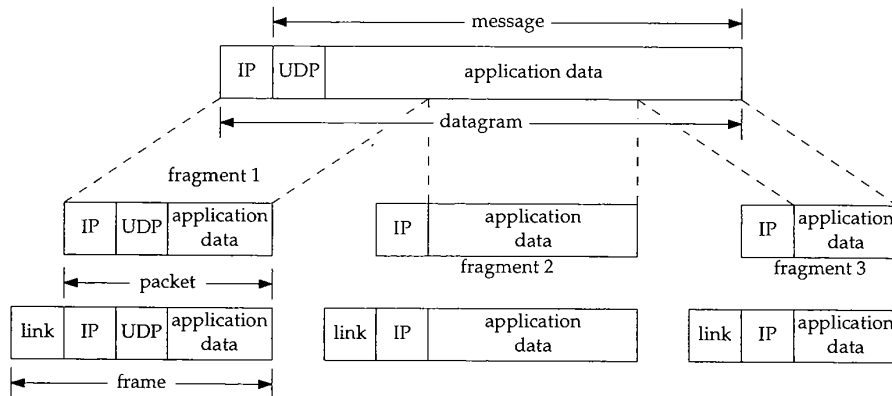 message
IP UDP application data
datagram
fragment 1
IP UDP application data
IP application data
IP application data
fragment 2
fragment 3
packet
link IP UDP application data
link IP application data
link IP application data
frame